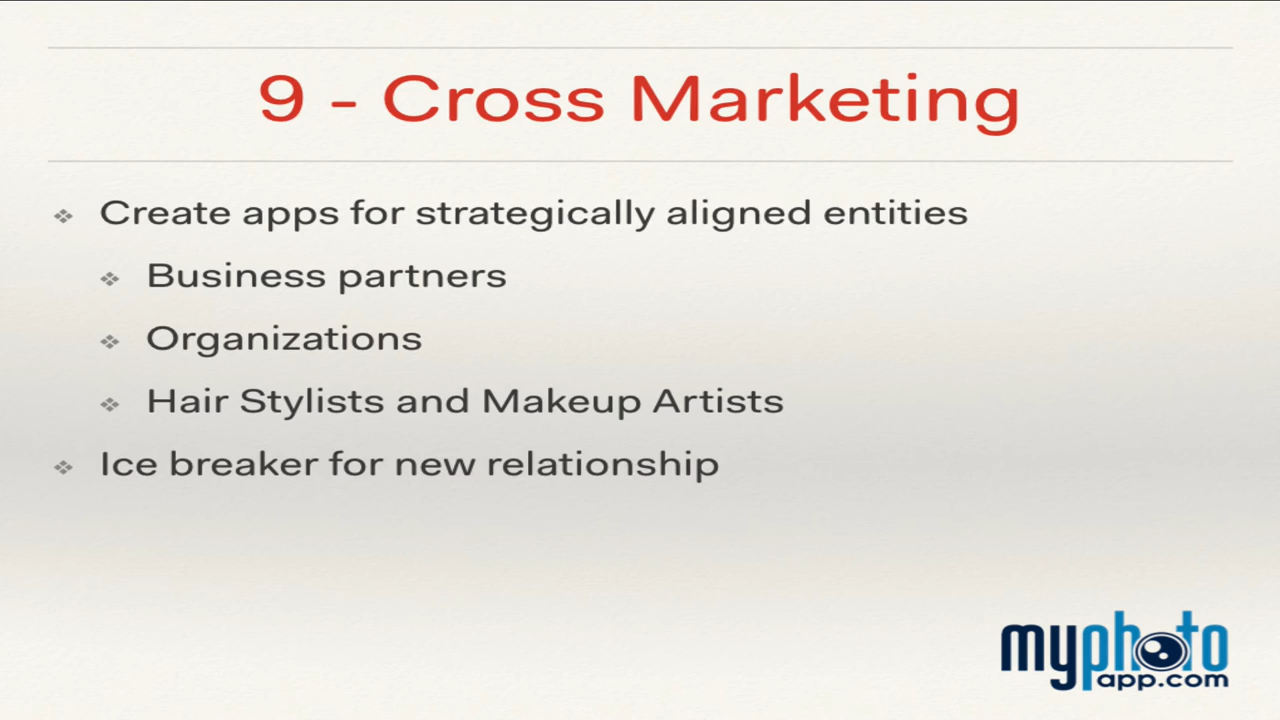 9 - Cross Marketing
Create apps for strategically aligned entities
Business partners
Organizations
Hair Stylists and Makeup Artists
Ice breaker for new relationship
myphoto
app.com